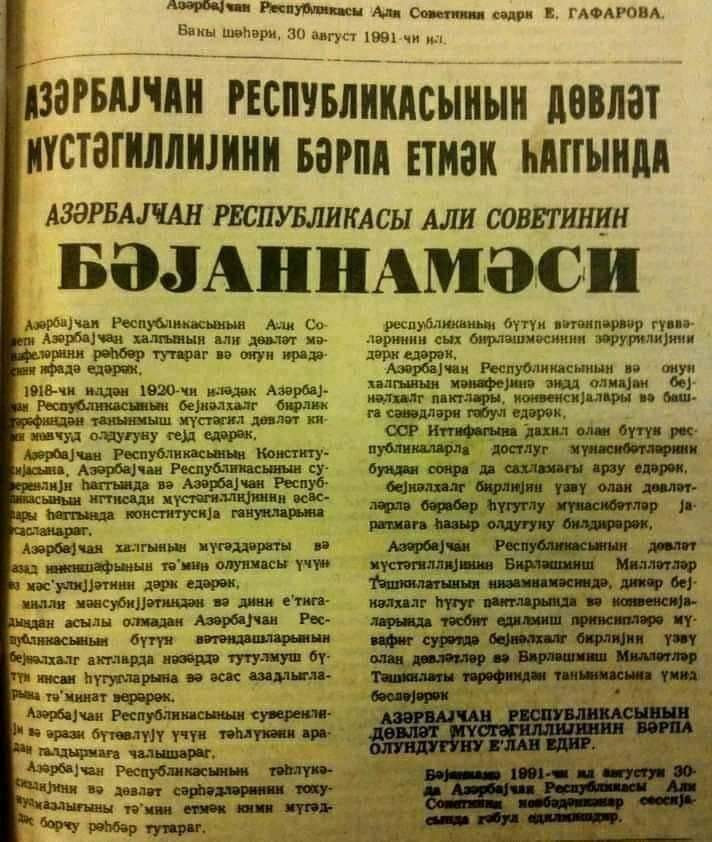 Азәрбајҹан Республикасы Али Советинин сәдри Е. ГАФАРОВА.
Бакы шәһәри, 30 август 1991-чи ил.
АЗӘРБАЈҸАН РЕСПУБЛИКАСЫНЫН ДӨВЛӘТ
МҮСТӘГИЛЛИЈИНИ БӘРПА ЕТМӘК ҺАГГЫНДА
АЗӘРБАЈҸАН РЕСПУБЛИКАСЫ АЛИ СОВЕТИНИН
БӘЈАННАМӘСИ
Азәрбајҹан Республикасынын Али Со-
вети Азәрбајҹан халгынын али дөвләт мә-
нафеләрини рәһбәр тутараг вә онун ирадә-
сини ифадә едәрәк,
1918-чи илдән 1920-чи иләдәк Азәрбај-
ҹан Республикасынын бејнәлхалг бирлик
тәрәфиндән танынмыш мүстәгил дөвләт ки-
ми мөвҹуд олдуғуну гејд едәрәк,
Азәрбајҹан Республикасынын Конститу-
сијасына, Азәрбајҹан Республикасынын су-
веренлији һаггында вә Азәрбајҹан Респуб-
ликасынын игтисади мүстәгиллијинин әсас-
лары һаггында конститусија ганунларына
әсасланараг,
Азәрбајҹан халгынын мүгәддәраты вә
азад инкишафынын тә'мин олунмасы үчүн
өз мәс'улијјәтини дәрк едәрәк,
милли мәнсубијјәтиндән вә дини е'тига-
дындан асылы олмадан Азәрбајҹан Рес-
публикасынын бүтүн вәтәндашларынын
бејнәлхалг актларда нәзәрдә тутулмуш бү-
түн инсан һүгугларына вә әсас азадлыгла-
рына тә'минат верәрәк,
Азәрбајҹан Республикасынын суверенли-
ји вә әрази бүтөвлүјү үчүн тәһлүкәни ара-
дан галдырмаға чалышараг,
Азәрбајҹан Республикасынын тәһлүкә-
сизлијини вә дөвләт сәрһәдләринин тоху-
нулмазлығыны тә'мин етмәк кими мүгәд-
дәс борҹу рәһбәр тутараг,
республиканын бүтүн вәтәнпәрвәр гүввә-
ләринин сых бирләшмәсинин зәрурилијини
дәрк едәрәк,
Азәрбајҹан Республикасынын вә онун
халгынын мәнафејинә зидд олмајан беј-
нәлхалг пактлары, конвенсијалары вә баш-
га сәнәдләри гәбул едәрәк,
ССР Иттифагына дахил олан бүтүн рес-
публикаларла достлуг мүнасибәтләрини
бундан сонра да сахламағы арзу едәрәк,
бејнәлхалг бирлијин үзвү олан дөвләт-
ләрлә бәрабәр һүгуглу мүнасибәтләр ја-
ратмаға һазыр олдуғуну билдирәрәк,
Азәрбајҹан Республикасынын дөвләт
мүстәгиллијинин Бирләшмиш Милләтләр
Тәшкилатынын низамнамәсиндә, дикәр беј-
нәлхалг һүгуг пактларында вә конвенсија-
ларында тәсбит едилмиш принсипләрә мү-
вафиг сурәтдә бејнәлхалг бирлијин үзвү
олан дөвләтләр вә Бирләшмиш Милләтләр
Тәшкилаты тәрәфиндән танынмасына үмид
бәсләјәрәк
АЗӘРБАЈҸАН РЕСПУБЛИКАСЫНЫН
ДӨВЛӘТ МҮСТӘГИЛЛИЈИНИН БӘРПА
ОЛУНДУҒУНУ Е'ЛАН ЕДИР.
Бәјаннамә 1991-чи ил августун 30-
да Азәрбајҹан Республикасы Али
Советинин нөвбәдәнкәнар сессија-
сында гәбул едилмишдир.